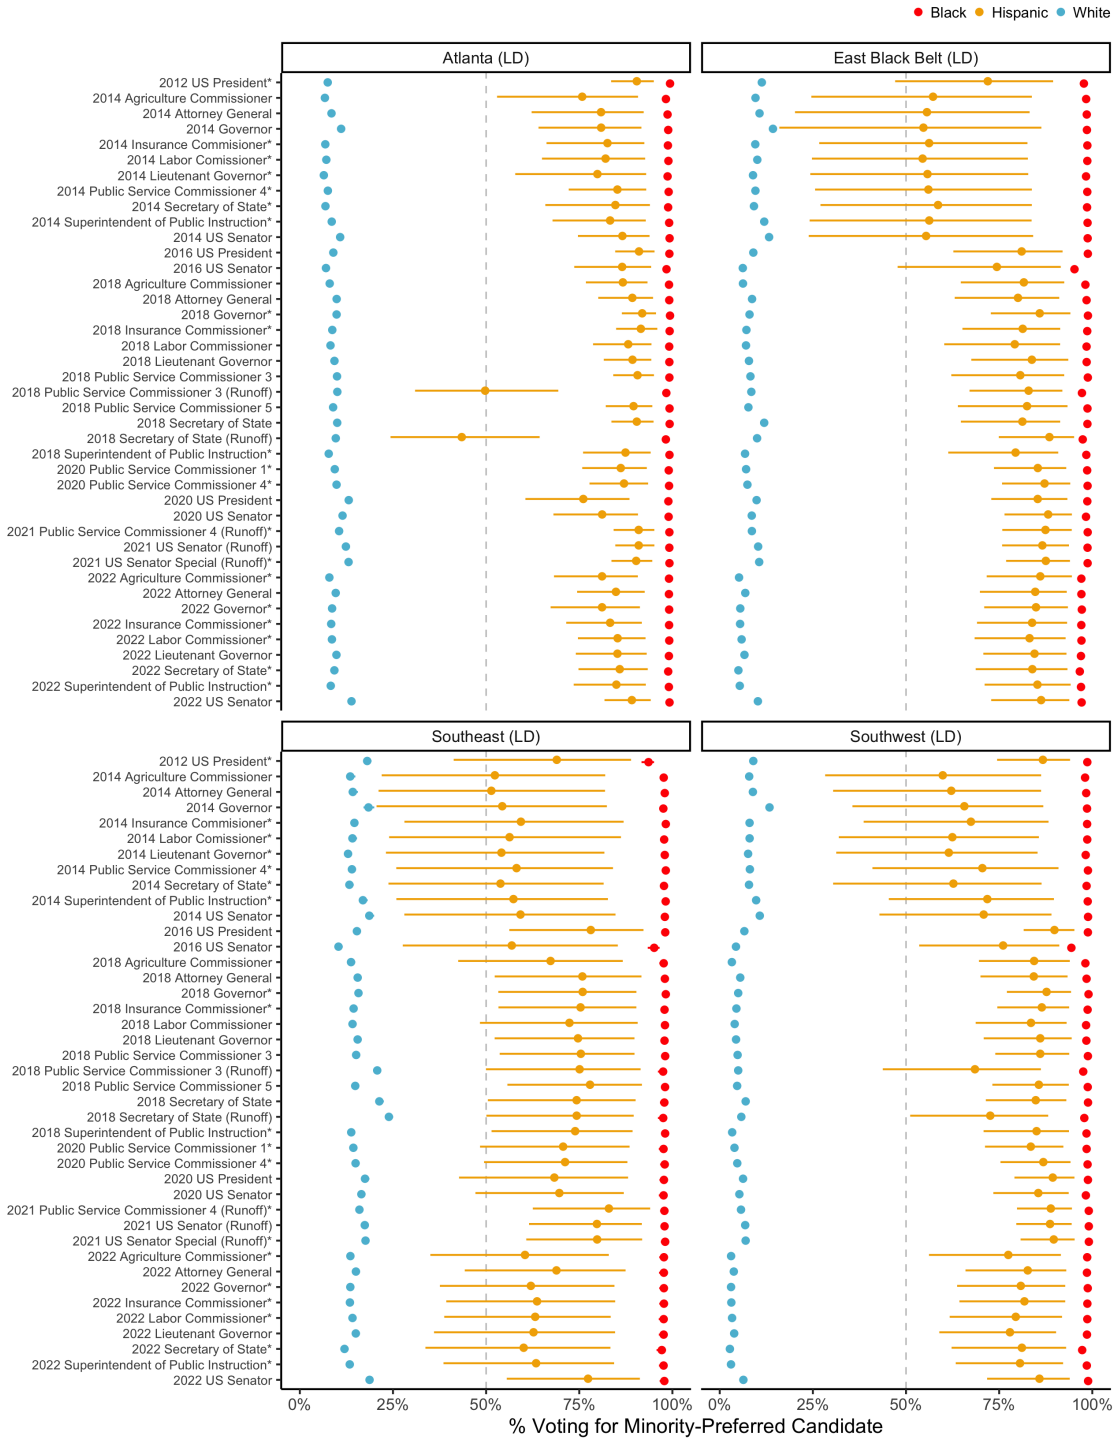 Black Hispanic White
Atlanta (LD) East Black Belt (LD)
2012 US President*
2014 Agriculture Commissioner
2014 Attorney General
2014 Governor
2014 Insurance Commisioner*
2014 Labor Comissioner*
2014 Lieutenant Governor*
2014 Public Service Commissioner 4*
2014 Secretary of State*
2014 Superintendent of Public Instruction*
2014 US Senator
2016 US President
2016 US Senator
2018 Agriculture Commissioner
2018 Attorney General
2018 Governor*
2018 Insurance Commissioner*
2018 Labor Commissioner
2018 Lieutenant Governor
2018 Public Service Commissioner 3
2018 Public Service Commissioner 3 (Runoff)
2018 Public Service Commissioner 5
2018 Secretary of State
2018 Secretary of State (Runoff)
2018 Superintendent of Public Instruction*
2020 Public Service Commissioner 1*
2020 Public Service Commissioner 4*
2020 US President
2020 US Senator
2021 Public Service Commissioner 4 (Runoff)*
2021 US Senator (Runoff)
2021 US Senator Special (Runoff)*
2022 Agriculture Commissioner*
2022 Attorney General
2022 Governor*
2022 Insurance Commissioner*
2022 Labor Commissioner*
2022 Lieutenant Governor
2022 Secretary of State*
2022 Superintendent of Public Instruction*
2022 US Senator
Southeast (LD) Southwest (LD)
2012 US President*
2014 Agriculture Commissioner
2014 Attorney General
2014 Governor
2014 Insurance Commisioner*
2014 Labor Comissioner*
2014 Lieutenant Governor*
2014 Public Service Commissioner 4*
2014 Secretary of State*
2014 Superintendent of Public Instruction*
2014 US Senator
2016 US President
2016 US Senator
2018 Agriculture Commissioner
2018 Attorney General
2018 Governor*
2018 Insurance Commissioner*
2018 Labor Commissioner
2018 Lieutenant Governor
2018 Public Service Commissioner 3
2018 Public Service Commissioner 3 (Runoff)
2018 Public Service Commissioner 5
2018 Secretary of State
2018 Secretary of State (Runoff)
2018 Superintendent of Public Instruction*
2020 Public Service Commissioner 1*
2020 Public Service Commissioner 4*
2020 US President
2020 US Senator
2021 Public Service Commissioner 4 (Runoff)*
2021 US Senator (Runoff)
2021 US Senator Special (Runoff)*
2022 Agriculture Commissioner*
2022 Attorney General
2022 Governor*
2022 Insurance Commissioner*
2022 Labor Commissioner*
2022 Lieutenant Governor
2022 Secretary of State*
2022 Superintendent of Public Instruction*
2022 US Senator
0% 25% 50% 75% 100% 0% 25% 50% 75% 100%
% Voting for Minority-Preferred Candidate